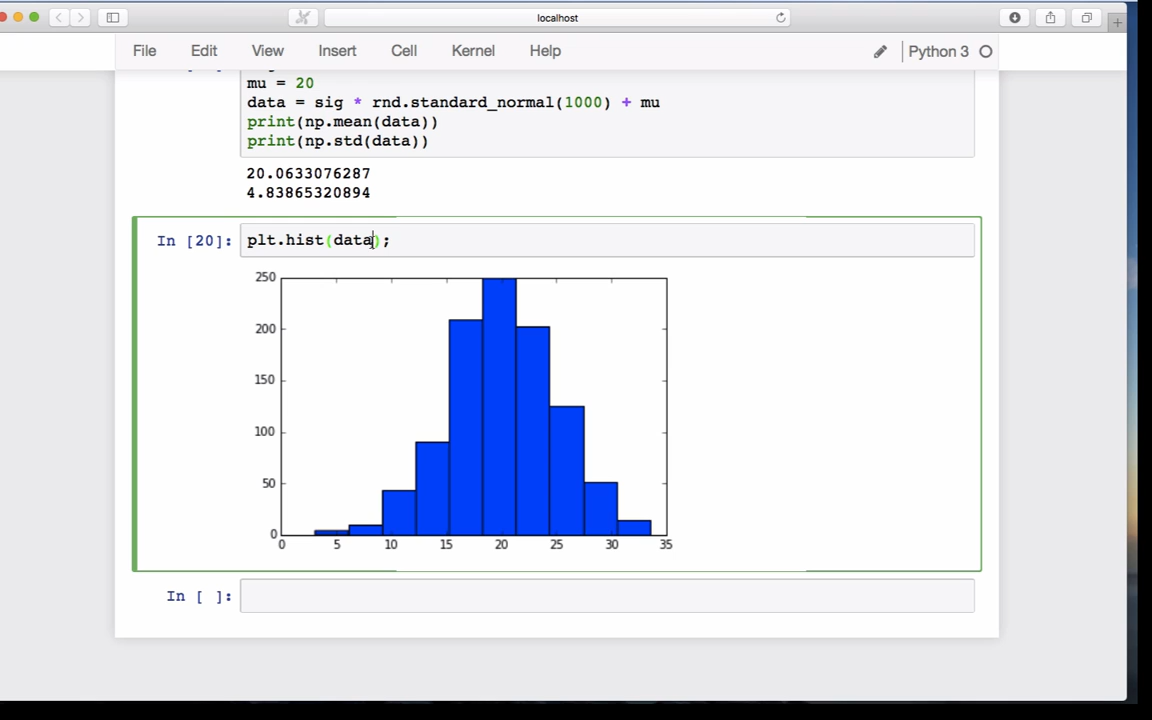 localhost
File Edit View Insert Cell Kernel Help Python 3
mu = 20
data = sig * rnd.standard_normal(1000) + mu
print(np.mean(data))
print(np.std(data))
20.0633076287
4.83865320894
In [20]: plt.hist(data);
250
200
150
100
50
0
0 5 10 15 20 25 30 35
In [ ]: